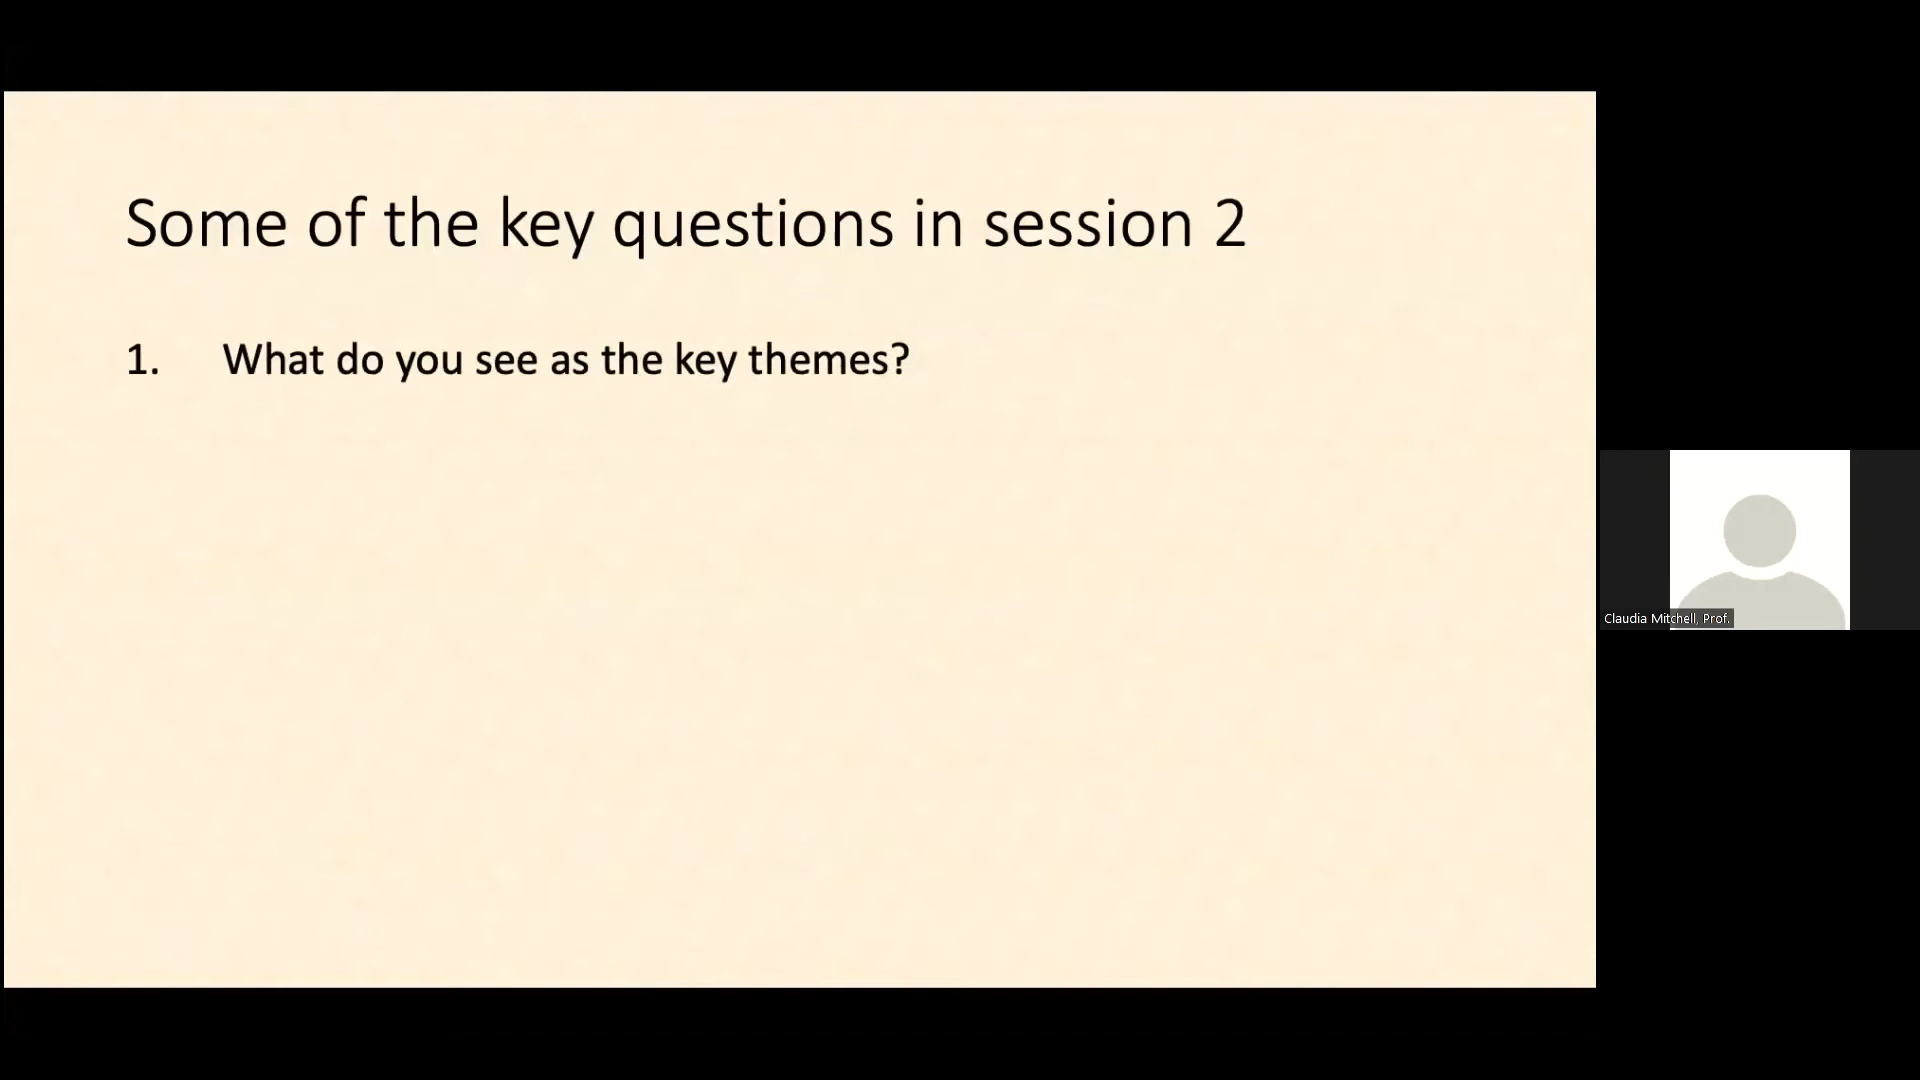 Some of the key questions in session 2
1. What do you see as the key themes?
Claudia Mitchell, Prof.